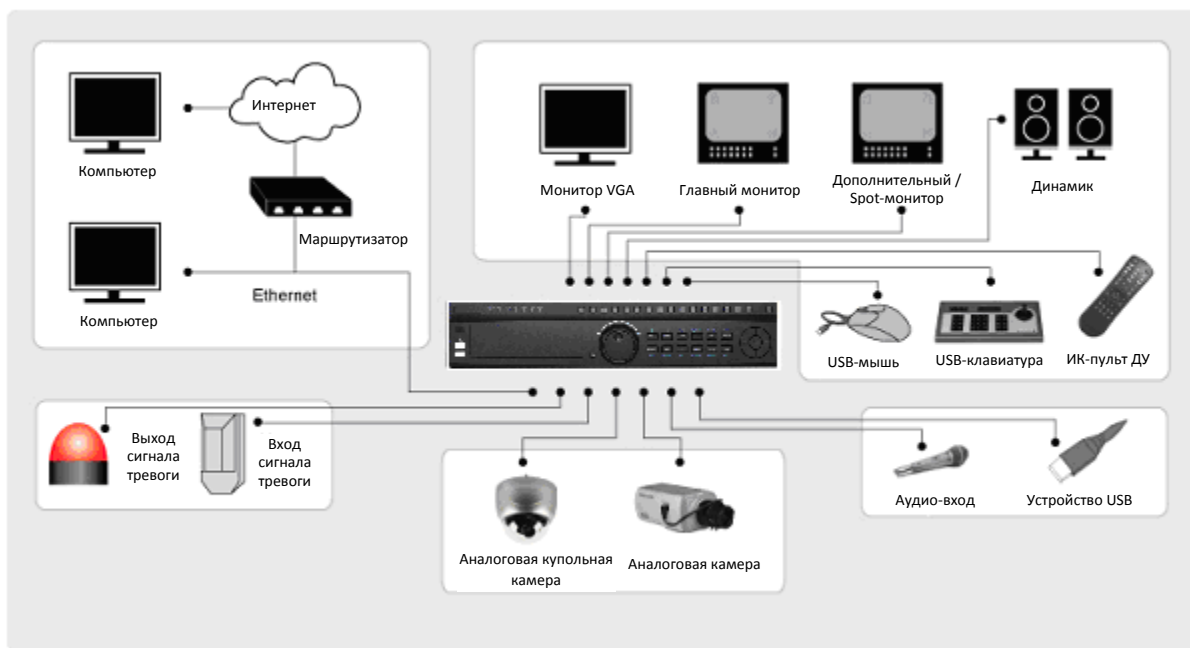 Интернет
Компьютер
Маршрутизатор
Ethernet
Компьютер
Монитор VGA
Главный монитор
Дополнительный /
Spot-монитор
Динамик
USB-мышь
USB-клавиатура
ИК-пульт ДУ
Выход
сигнала
тревоги
Вход
сигнала
тревоги
Аналоговая купольная
камера
Аналоговая камера
Аудио-вход
Устройство USB